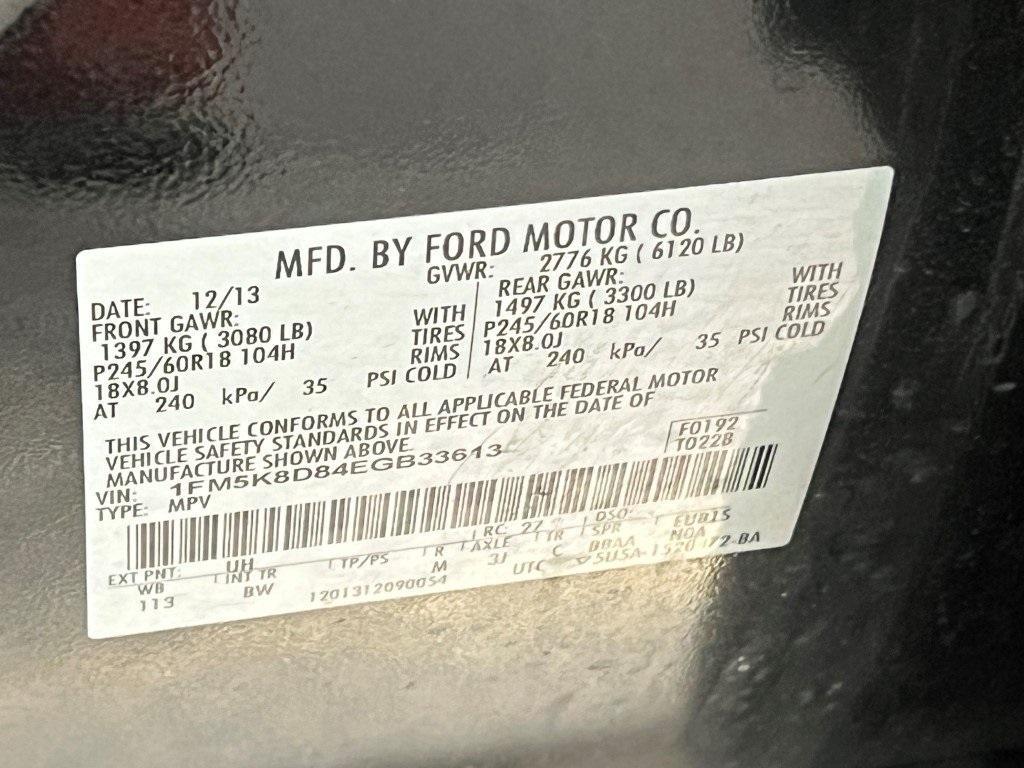 MFD. BY FORD MOTOR CO.
DATE: 12/13
GVWR: 2776 KG ( 6120 LB)
FRONT GAWR:
1397 KG ( 3080 LB)
WITH
P245/60R18 104H
TIRES
18X8.0J
RIMS
AT 240 kPa/ 35 PSI COLD
REAR GAWR:
1497 KG ( 3300 LB)
WITH
P245/60R18 104H
TIRES
18X8.0J
RIMS
AT 240 kPa/ 35 PSI COLD
THIS VEHICLE CONFORMS TO ALL APPLICABLE FEDERAL MOTOR
VEHICLE SAFETY STANDARDS IN EFFECT ON THE DATE OF
MANUFACTURE SHOWN ABOVE.
F0192
T022B
VIN: 1FM5K8D84EGB33613
TYPE: MPV
EXT PNT: UH RC: 27 DSO:
WB INT TR TP/PS R AXLE TR SPR EUB15
113 BW M 3J C BBAA NOA
1201312090054 UTC